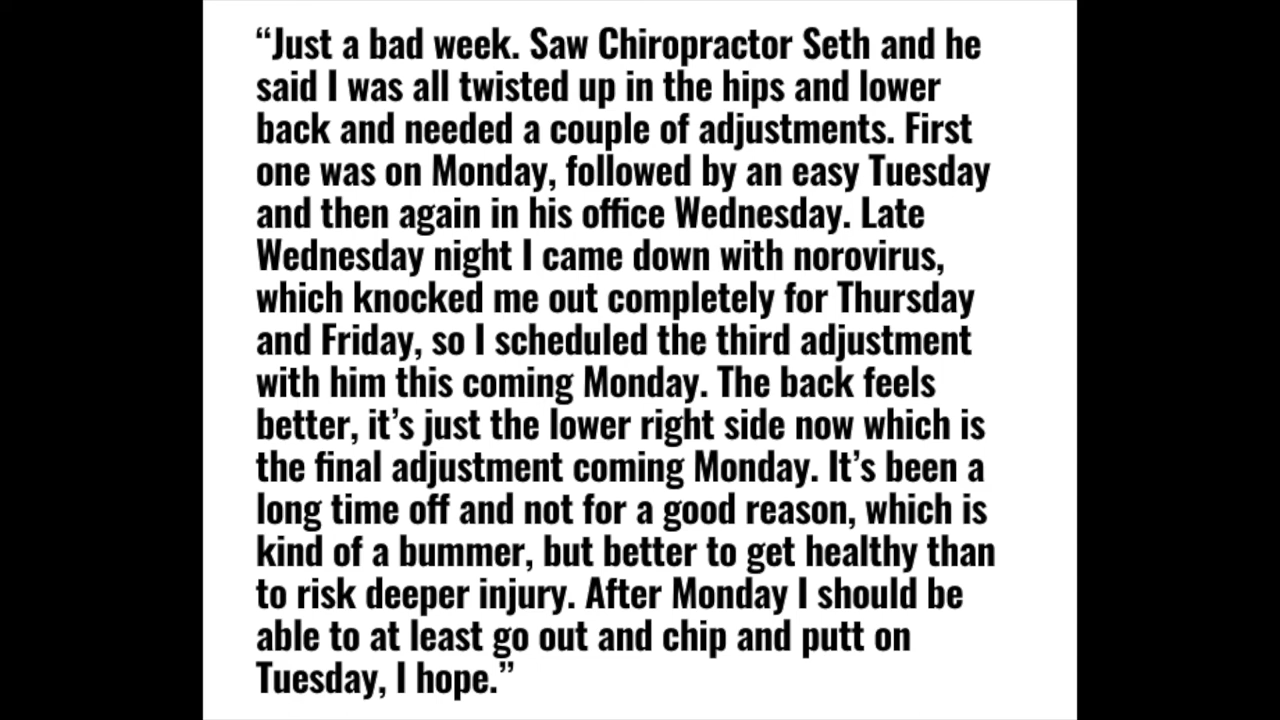 “Just a bad week. Saw Chiropractor Seth and he
said I was all twisted up in the hips and lower
back and needed a couple of adjustments. First
one was on Monday, followed by an easy Tuesday
and then again in his office Wednesday. Late
Wednesday night I came down with norovirus,
which knocked me out completely for Thursday
and Friday, so I scheduled the third adjustment
with him this coming Monday. The back feels
better, it’s just the lower right side now which is
the final adjustment coming Monday. It’s been a
long time off and not for a good reason, which is
kind of a bummer, but better to get healthy than
to risk deeper injury. After Monday I should be
able to at least go out and chip and putt on
Tuesday, I hope.”